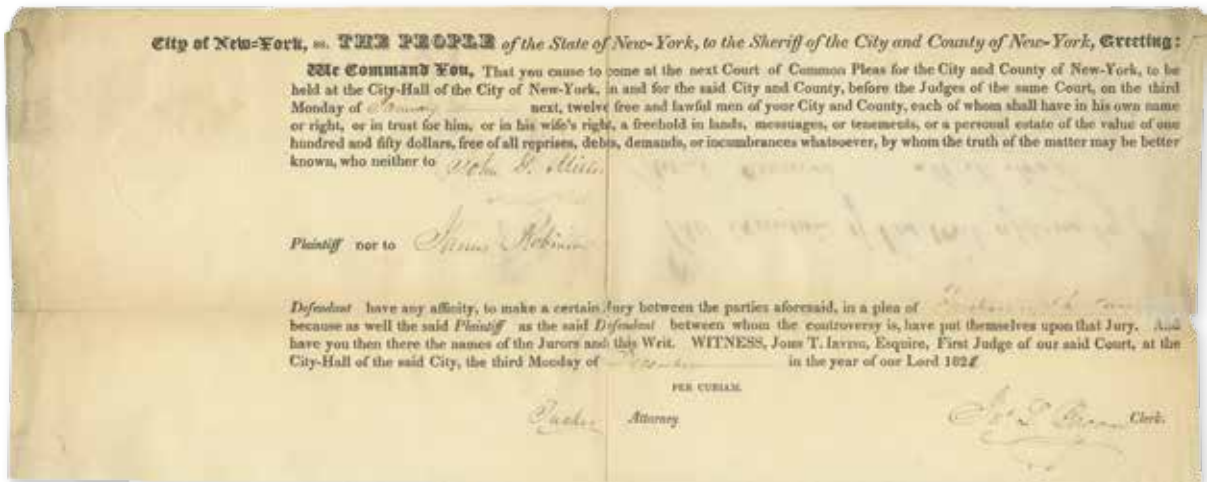 City of New-York, ss. THE PEOPLE of the State of New-York, to the Sheriff of the City and County of New-York, Greeting:
We Command You, That you cause to come at the next Court of Common Pleas for the City and County of New-York, to be
held at the City-Hall of the City of New-York, in and for the said City and County, before the Judges of the same Court, on the third
Monday of January next, twelve free and lawful men of your City and County, each of whom shall have in his own name
or right, or in trust for him, or in his wife's right, a freehold in lands, messuages, or tenements, or a personal estate of the value of one
hundred and fifty dollars, free of all reprises, debts, demands, or incumbrances whatsoever, by whom the truth of the matter may be better
known, who neither to John
Plaintiff nor to James Robinson
Defendant have any affinity, to make a certain Jury between the parties aforesaid, in a plea of
because as well the said Plaintiff as the said Defendant between whom the controversy is, have put themselves upon that Jury. And
have you then there the names of the Jurors and this Writ. WITNESS, John T. Irving, Esquire, First Judge of our said Court, at the
City-Hall of the said City, the third Monday of in the year of our Lord 182
PER CURIAM.
Attorney Clerk.